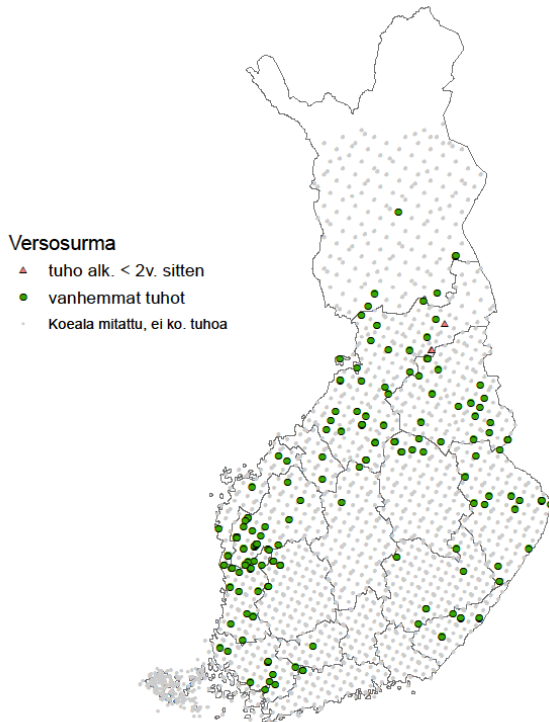 Versosurma
tuho alk. < 2v. sitten
vanhemmat tuhot
Koeala mitattu, ei ko. tuhoa